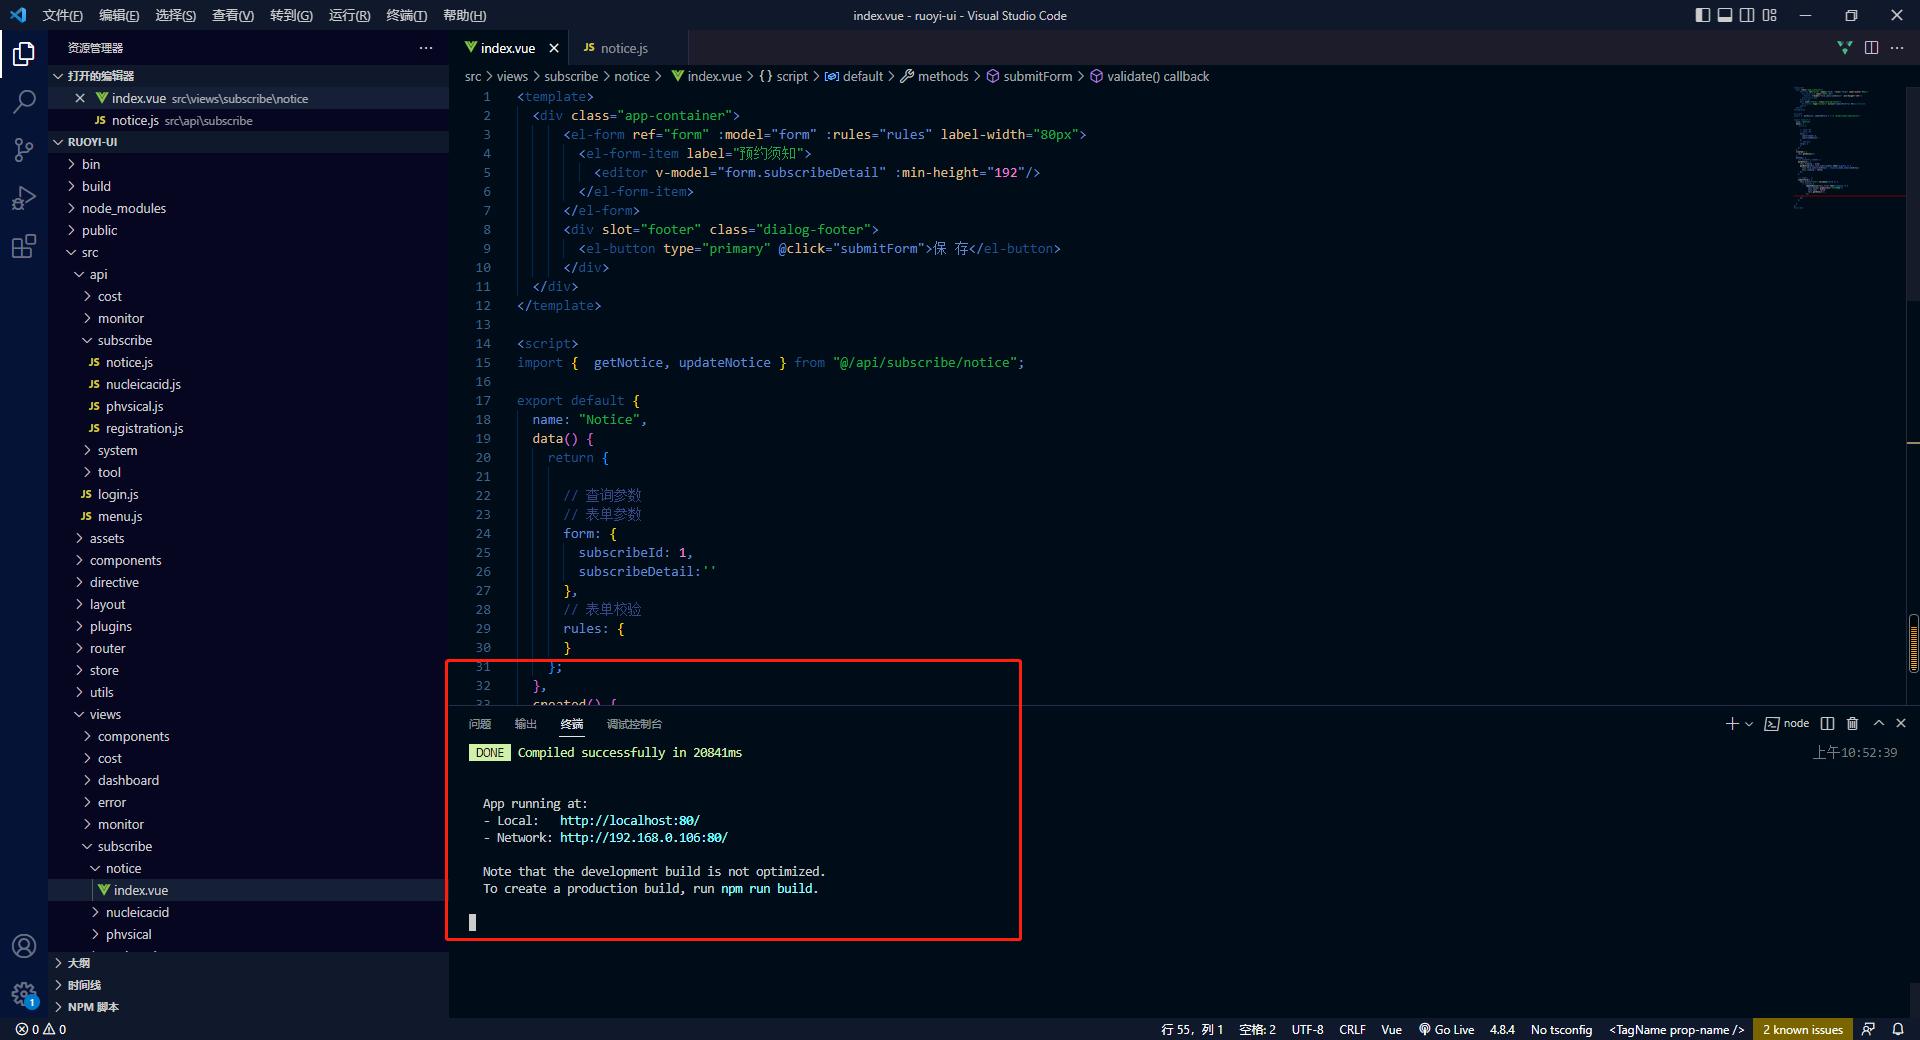 文件(F) 编辑(E) 选择(S) 查看(V) 转到(G) 运行(R) 终端(T) 帮助(H)
index.vue - ruoyi-ui - Visual Studio Code
资源管理器
打开的编辑器
index.vue src\views\subscribe\notice
notice.js src\api\subscribe
RUOYI-UI
bin
build
node_modules
public
src
api
cost
monitor
subscribe
JS notice.js
JS nucleicacid.js
JS phvsical.js
JS registration.js
system
tool
JS login.js
JS menu.js
assets
components
directive
layout
plugins
router
store
utils
views
components
cost
dashboard
error
monitor
subscribe
notice
index.vue
nucleicacid
phvsical
大纲
时间线
NPM 脚本
index.vue
JS notice.js
src > views > subscribe > notice > index.vue > {} script > default > methods > submitForm > validate() callback
1 <template>
2 <div class="app-container">
3 <el-form ref="form" :model="form" :rules="rules" label-width="80px">
4 <el-form-item label="预约须知">
5 <editor v-model="form.subscribeDetail" :min-height="192"/>
6 </el-form-item>
7 </el-form>
8 <div slot="footer" class="dialog-footer">
9 <el-button type="primary" @click="submitForm">保 存</el-button>
10 </div>
11 </div>
12 </template>
13
14 <script>
15 import {  getNotice, updateNotice } from "@/api/subscribe/notice";
16
17 export default {
18 name: "Notice",
19 data() {
20 return {
21
22 // 查询参数
23 // 表单参数
24 form: {
25 subscribeId: 1,
26 subscribeDetail:''
27 },
28 // 表单校验
29 rules: {
30 }
31 };
32 },
33 created() {
问题 输出 终端 调试控制台
node
DONE Compiled successfully in 20841ms
上午10:52:39
App running at:
- Local: http://localhost:80/
- Network: http://192.168.0.106:80/
Note that the development build is not optimized.
To create a production build, run npm run build.
1
0 0
行 55，列 1 空格: 2 UTF-8 CRLF Vue Go Live 4.8.4 No tsconfig <TagName prop-name /> 2 known issues